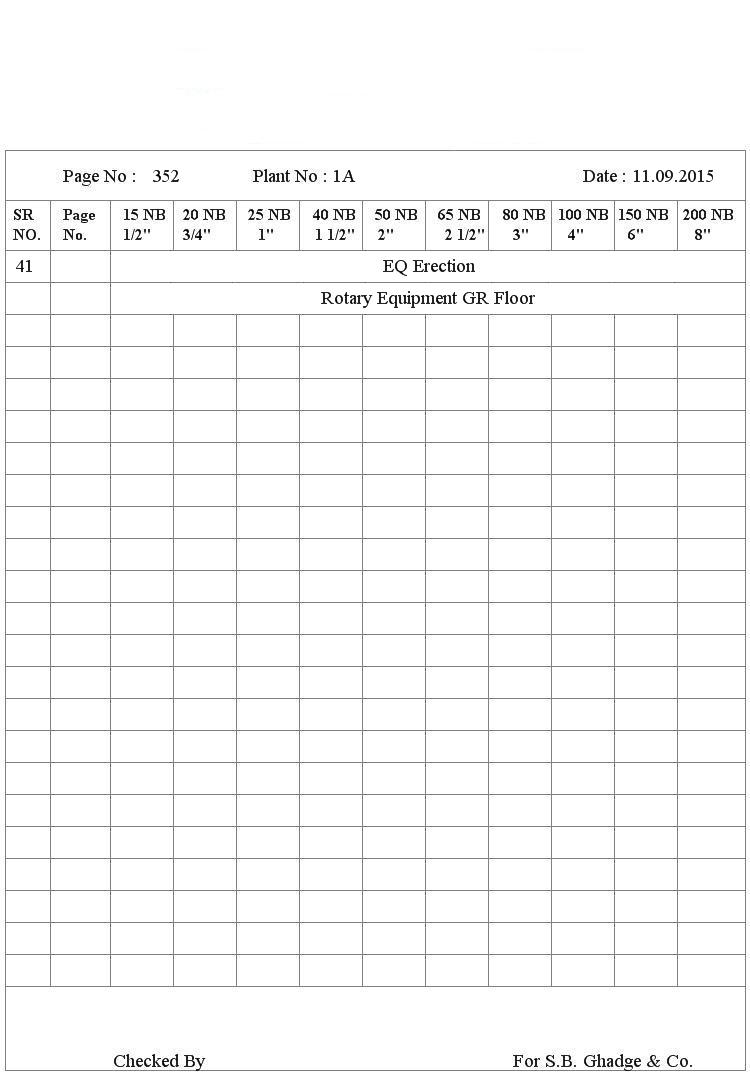 Page No : 352 Plant No : 1A Date : 11.09.2015
SR NO. Page No. 15 NB 1/2" 20 NB 3/4" 25 NB 1" 40 NB 1 1/2" 50 NB 2" 65 NB 2 1/2" 80 NB 3" 100 NB 4" 150 NB 6" 200 NB 8"
41 EQ Erection
Rotary Equipment GR Floor
Checked By For S.B. Ghadge & Co.